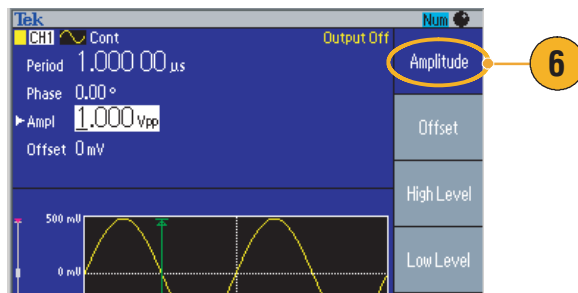 Tek Num
CH1 Cont Output Off
Period 1.000 00 µs
Phase 0.00 °
Ampl 1.000 Vpp
Offset 0 mV
Amplitude
6
Offset
High Level
Low Level
500 mV
0 mV